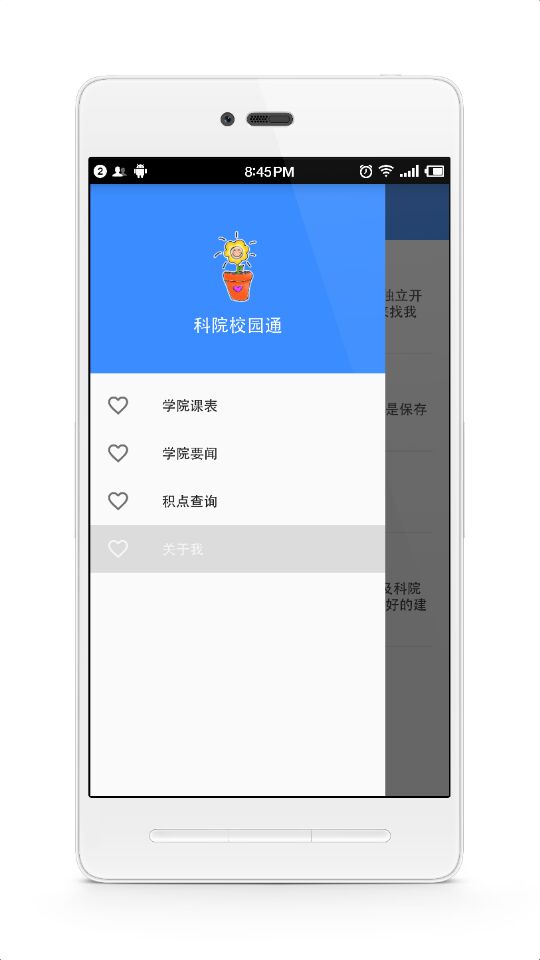 2
8:45PM
科院校园通
学院课表
学院要闻
积点查询
关于我
独立开
来找我
是保存
及科院
好的建